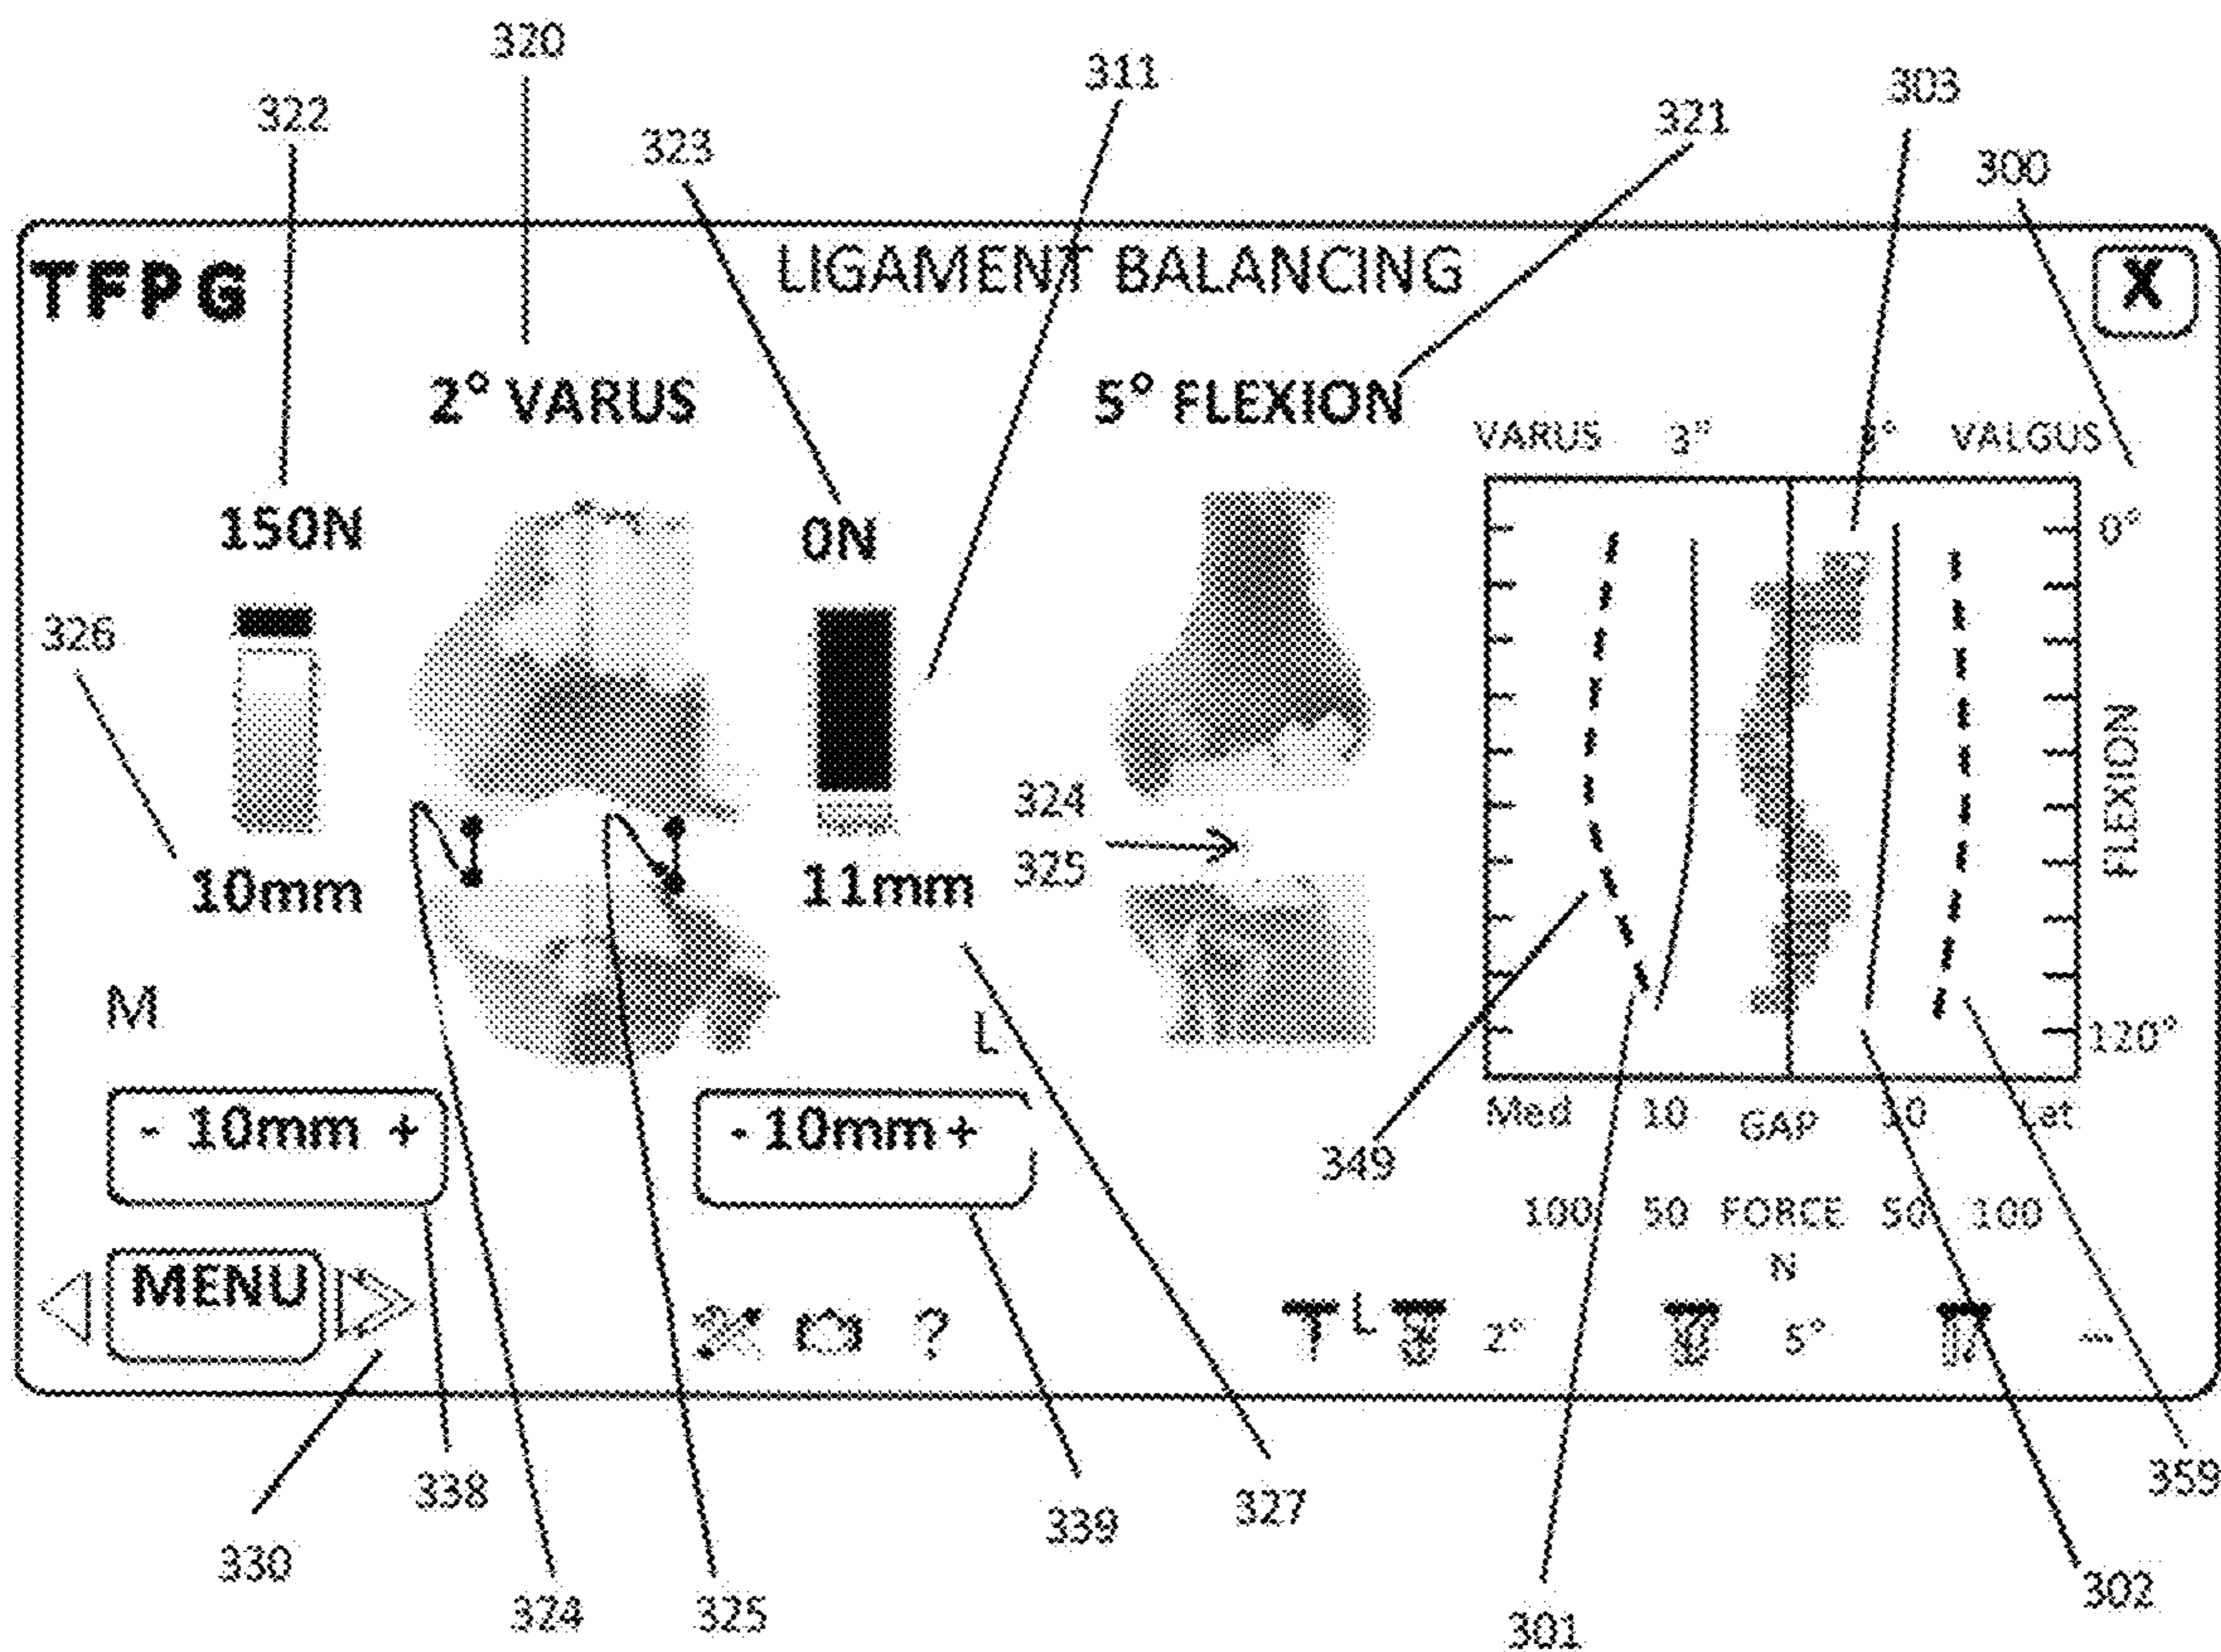 320
311
303
322
323
321
300
TFPG
LIGAMENT BALANCING
X
2° VARUS
5° FLEXION
VARUS 3° 3° VALGUS
150N
0N
0°
326
324
325
FLEXION
10mm
11mm
M
L
120°
- 10mm +
- 10mm +
Med 10 GAP 10 Lat
349
100 50 FORCE 50 100
N
MENU
?
L
2°
5°
---
338
339
327
359
330
324
325
301
302